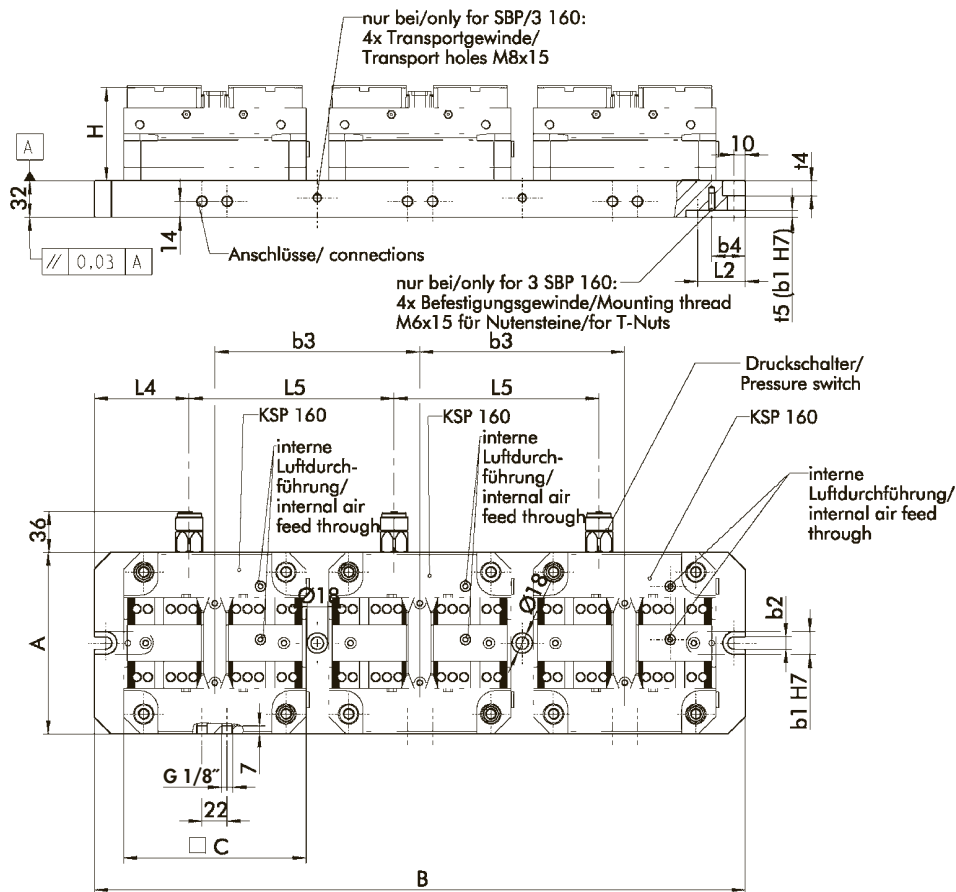 nur bei/only for SBP/3 160:
4x Transportgewinde/
Transport holes M8x15
H
A
32
14
10
t4
// 0,03 A
Anschlüsse/ connections
b4
L2
t5 (b1 H7)
nur bei/only for 3 SBP 160:
4x Befestigungsgewinde/Mounting thread
M6x15 für Nutensteine/for T-Nuts
b3
b3
Druckschalter/
Pressure switch
L4
L5
L5
KSP 160
KSP 160
KSP 160
interne
Luftdurch-
führung/
internal air
feed through
interne
Luftdurch-
führung/
internal air
feed through
interne
Luftdurchführung/
internal air feed
through
36
A
Ø18
Ø18
b2
b1 H7
G 1/8″
7
22
□ C
B